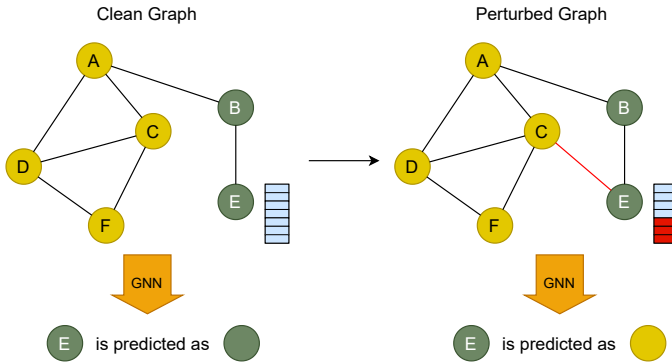 Clean Graph
A
B
C
D
E
F
GNN
E is predicted as
Perturbed Graph
A
B
C
D
E
F
GNN
E is predicted as